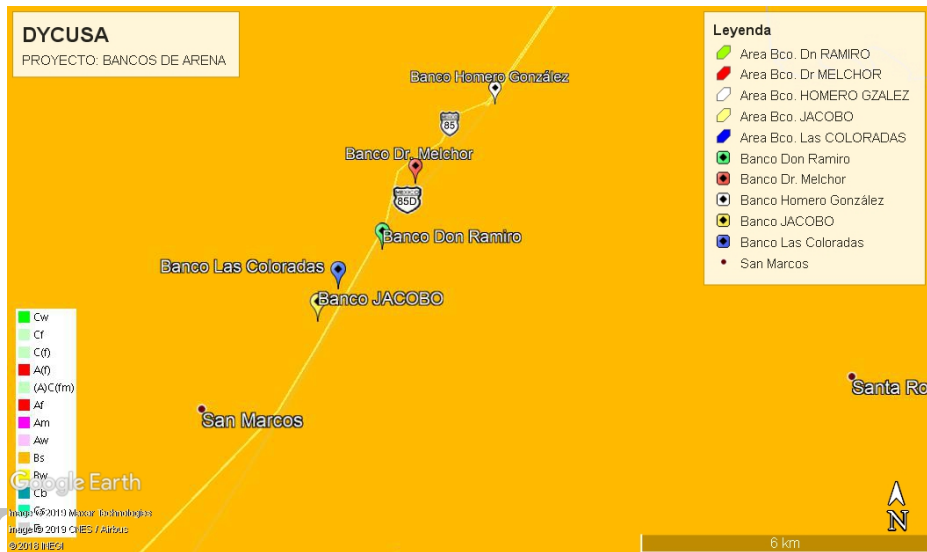 DYCUSA
PROYECTO: BANCOS DE ARENA
Leyenda
Area Bco. Dn RAMIRO
Area Bco. Dr MELCHOR
Area Bco. HOMERO GZALEZ
Area Bco. JACOBO
Area Bco. Las COLORADAS
Banco Don Ramiro
Banco Dr. Melchor
Banco Homero González
Banco JACOBO
Banco Las Coloradas
San Marcos
Banco Homero González
85
Banco Dr. Melchor
MEXICO
85D
Banco Don Ramiro
Banco Las Coloradas
Banco JACOBO
San Marcos
Santa Ro
Cw
Cf
C(f)
A(f)
(A)C(fm)
Af
Am
Aw
Bs
Bw
Cb
Cs
Google Earth
Image © 2019 Maxar Technologies
Image © 2019 CNES / Airbus
© 2018 INEGI
N
6 km